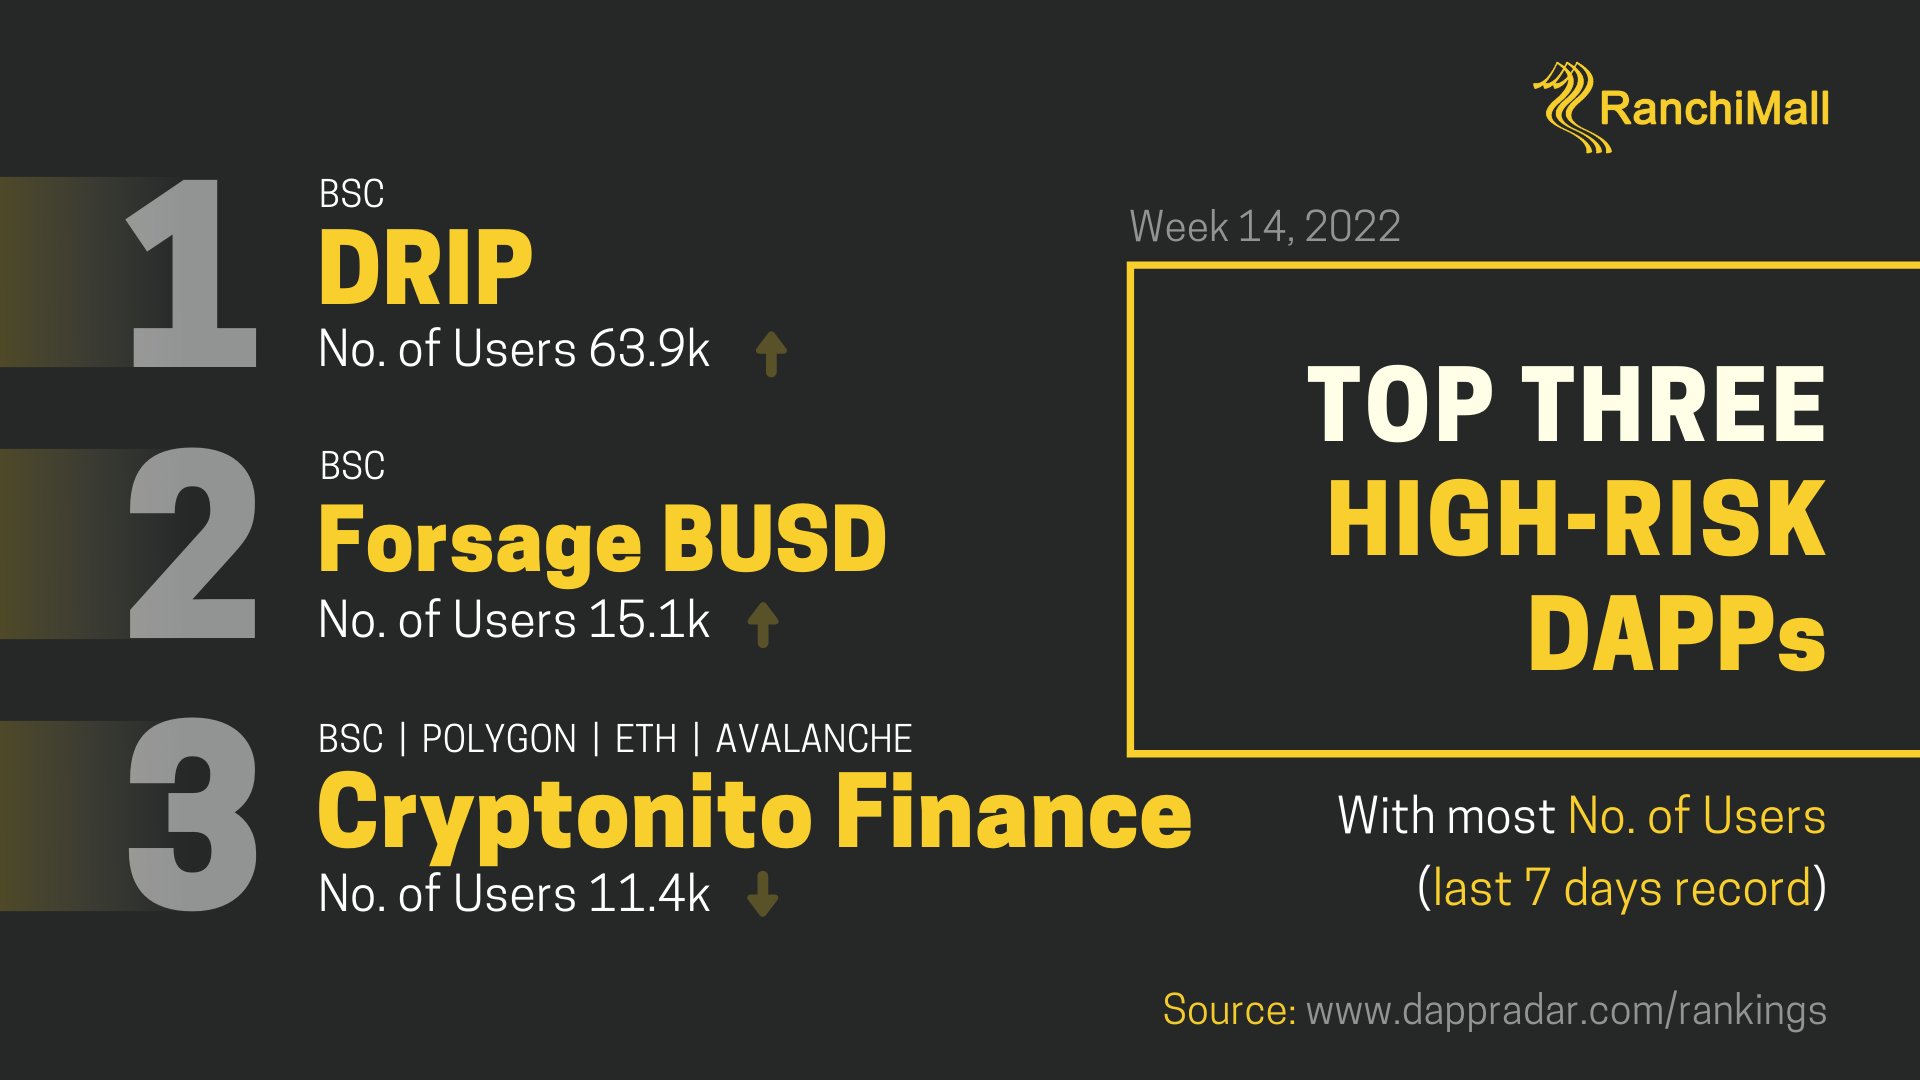 RanchiMall
1
BSC
DRIP
No. of Users 63.9k
2
BSC
Forsage BUSD
No. of Users 15.1k
3
BSC | POLYGON | ETH | AVALANCHE
Cryptonito Finance
No. of Users 11.4k
Week 14, 2022
TOP THREE
HIGH-RISK
DAPPs
With most No. of Users
(last 7 days record)
Source: www.dappradar.com/rankings